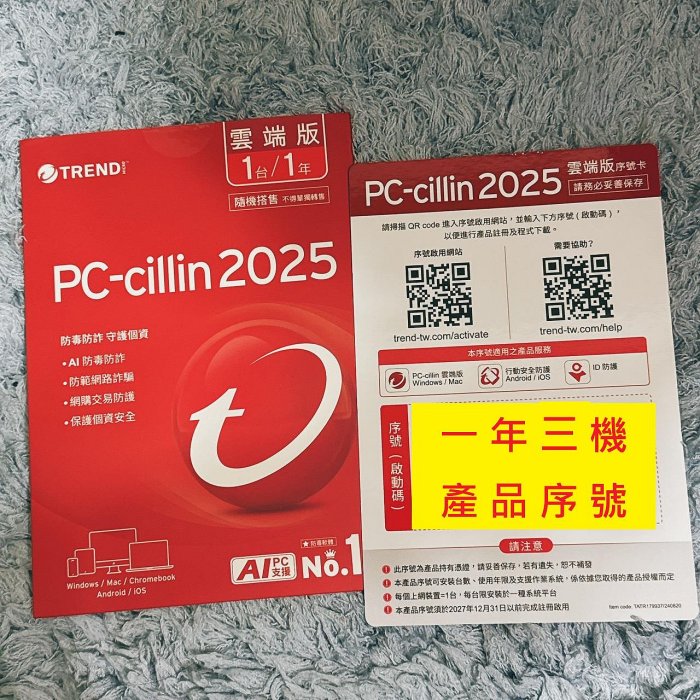 TREND
MICRO
雲端版
1台/1年
隨機搭售 不得單獨轉售
PC-cillin 2025
防毒防詐 守護個資
•AI 防毒防詐
•防範網路詐騙
•網購交易防護
•保護個資安全
Windows / Mac / Chromebook
Android / iOS
AI PC
支援
★防毒軟體
No.1
PC-cillin 2025 雲端版 序號卡
請務必妥善保存
請掃描 QR code 進入序號啟用網站,並輸入下方序號(啟動碼),
以便進行產品註冊及程式下載。
序號啟用網站
需要協助?
trend-tw.com/activate
trend-tw.com/help
本序號適用之產品服務
PC-cillin 雲端版
Windows / Mac
行動安全防護
Android / iOS
ID 防護
序號(啟動碼)
一年三機
產品序號
請注意
此序號為產品持有憑證,請妥善保存,若有遺失,恕不補發
本產品序號可安裝台數、使用年限及支援作業系統,係依據您取得的產品授權而定
每個上網裝置=1台,每台限安裝於一種系統平台
本產品序號須於2027年12月31日以前完成註冊啟用
Item code: TATR179937/240820